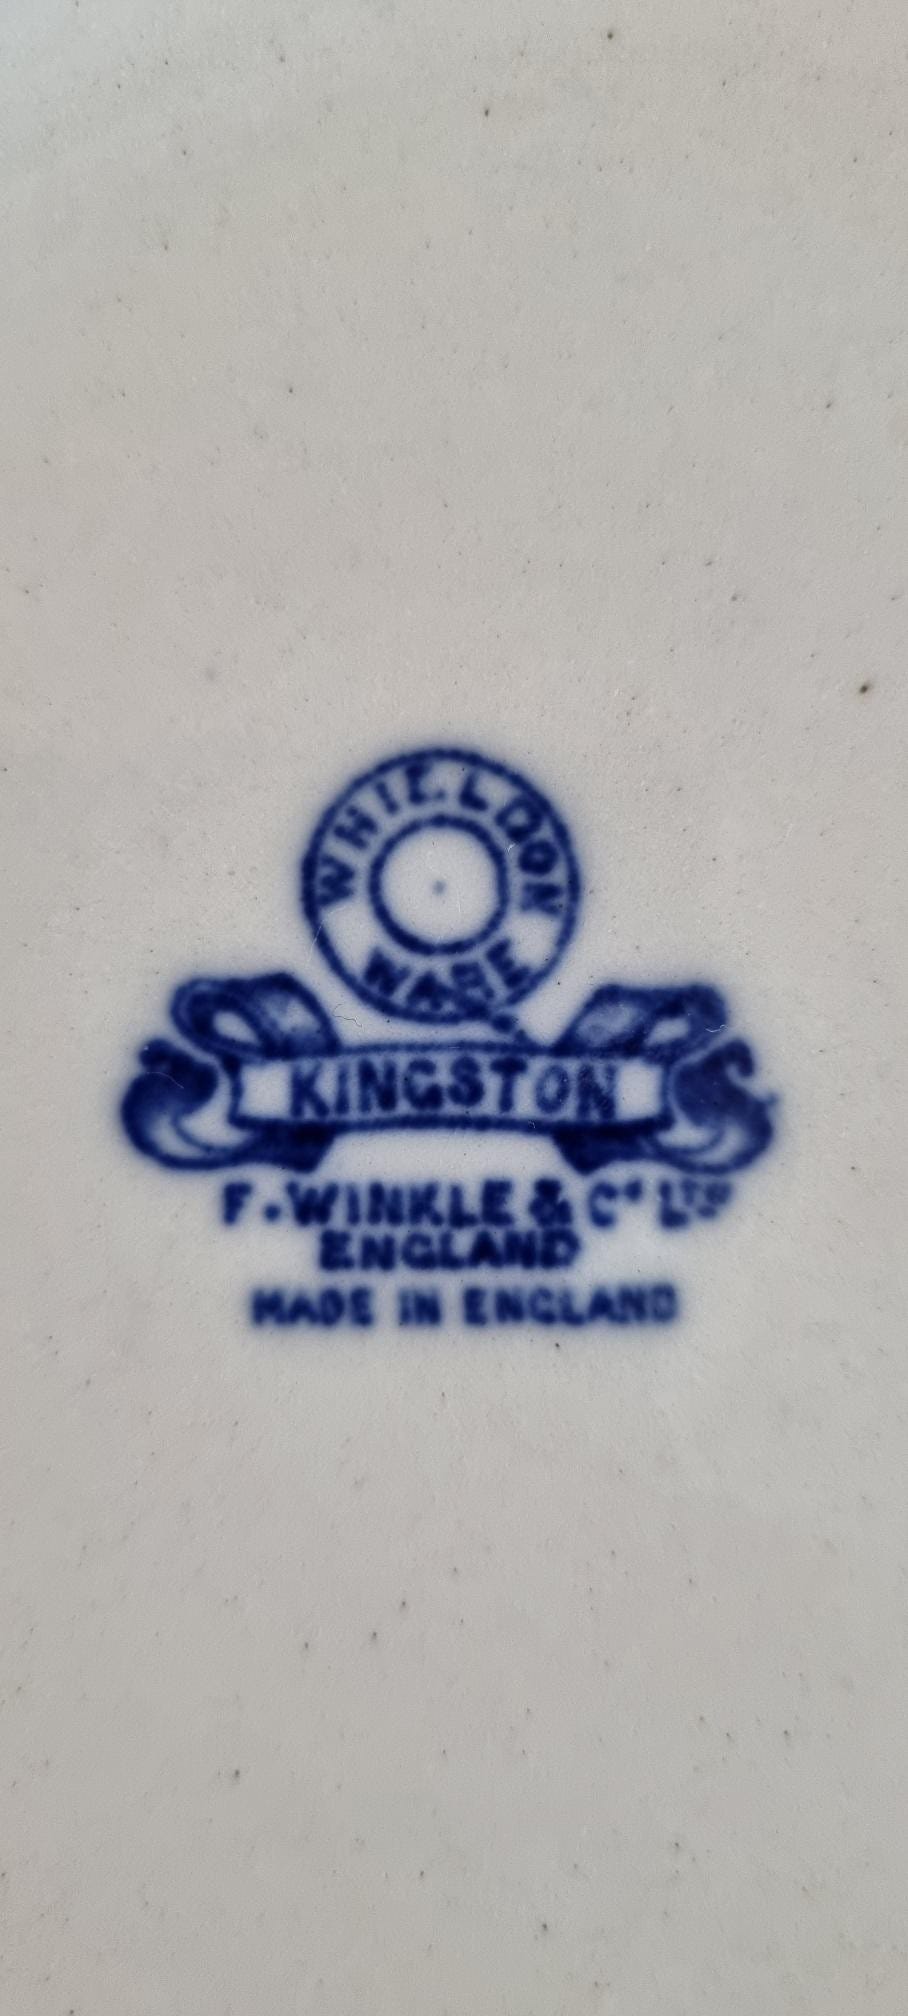 WHIELDON
WARE
KINGSTON
F. WINKLE & Co LTD
ENGLAND
MADE IN ENGLAND